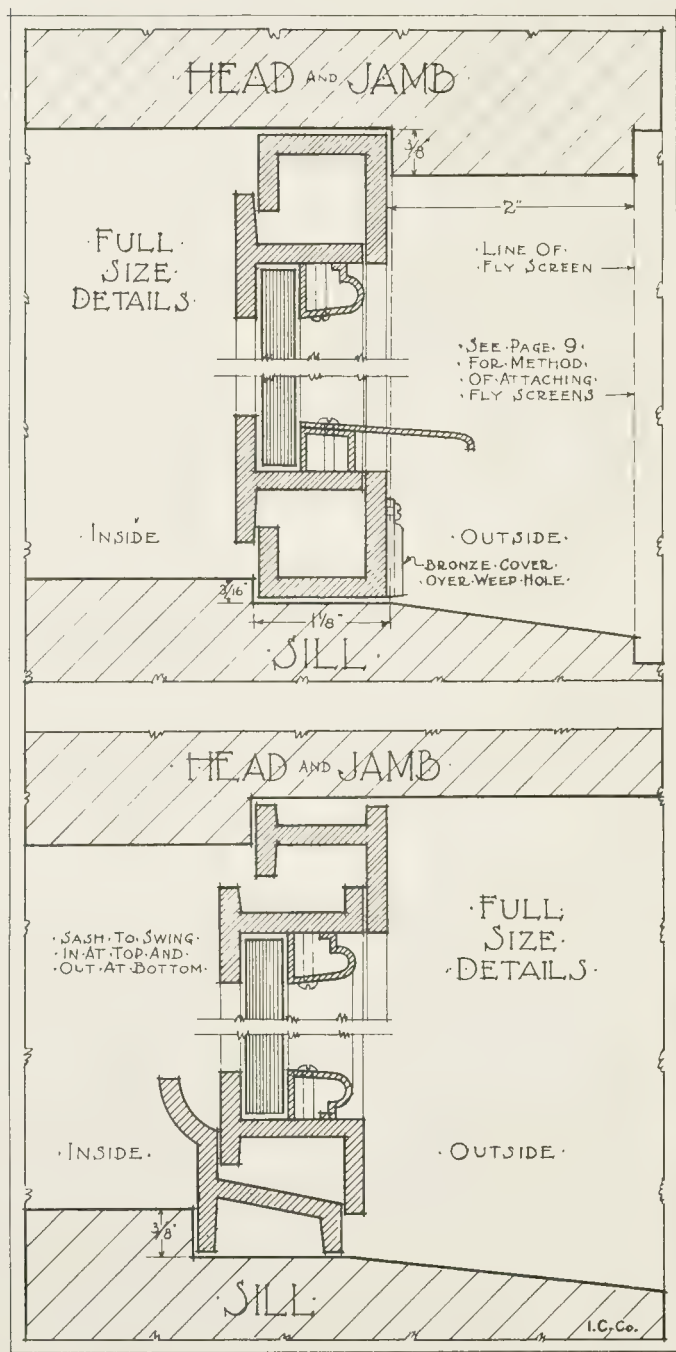 HEAD AND JAMB
3/8"
2"
·FULL
SIZE
DETAILS·
·LINE OF·
·FLY SCREEN
·SEE·PAGE·9·
·FOR·METHOD·
·OF·ATTACHING·
·FLY SCREENS
·INSIDE
·OUTSIDE·
·BRONZE·COVER·
·OVER·WEEP·HOLE·
3/16"
1 1/8"
·SILL·
HEAD AND JAMB
·SASH·TO·SWING·
·IN·AT·TOP·AND·
·OUT·AT·BOTTOM·
·FULL·
SIZE
DETAILS·
·INSIDE·
·OUTSIDE·
3/8"
·SILL·
I.C.Co.